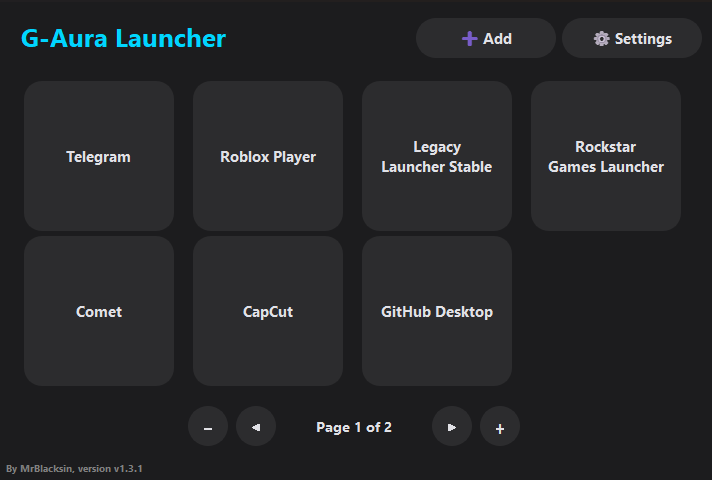 G-Aura Launcher
Add
Settings
Telegram
Roblox Player
Legacy
Launcher Stable
Rockstar
Games Launcher
Comet
CapCut
GitHub Desktop
Page 1 of 2
By MrBlacksin, version v1.3.1